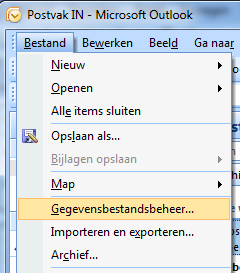 Postvak IN - Microsoft Outlook
Bestand Bewerken Beeld Ga naar
Nieuw
Openen
Alle items sluiten
Opslaan als...
Bijlagen opslaan
Map
Gegevensbestandsbeheer...
Importeren en exporteren...
Archief...